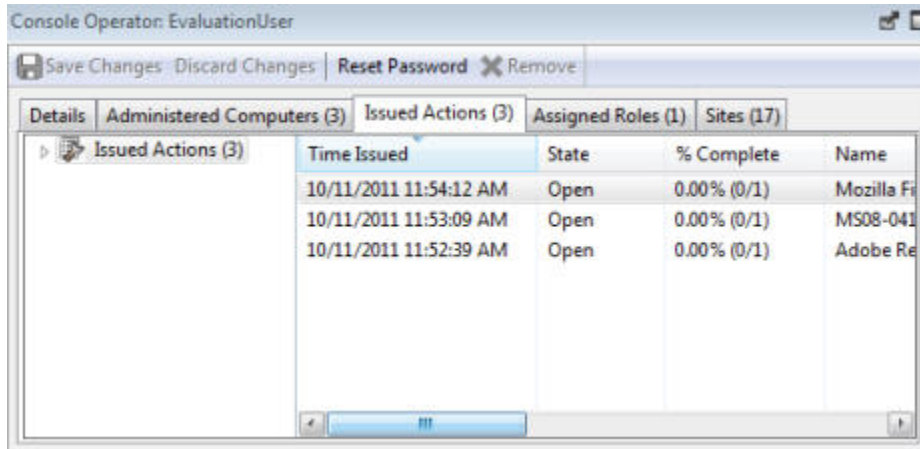 Console Operator: EvaluationUser
Save Changes Discard Changes Reset Password Remove
Details Administered Computers (3) Issued Actions (3) Assigned Roles (1) Sites (17)
Issued Actions (3) Time Issued State % Complete Name
10/11/2011 11:54:12 AM Open 0.00% (0/1) Mozilla Fi
10/11/2011 11:53:09 AM Open 0.00% (0/1) MS08-041
10/11/2011 11:52:39 AM Open 0.00% (0/1) Adobe Re